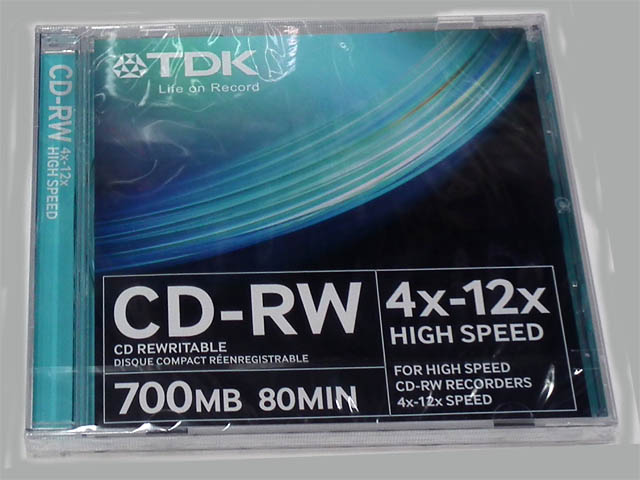 TDK
Life on Record
CD-RW 4x-12x
HIGH SPEED
CD-RW
CD REWRITABLE
DISQUE COMPACT RÉENREGISTRABLE
700MB 80MIN
4x-12x
HIGH SPEED
FOR HIGH SPEED
CD-RW RECORDERS
4x-12x SPEED